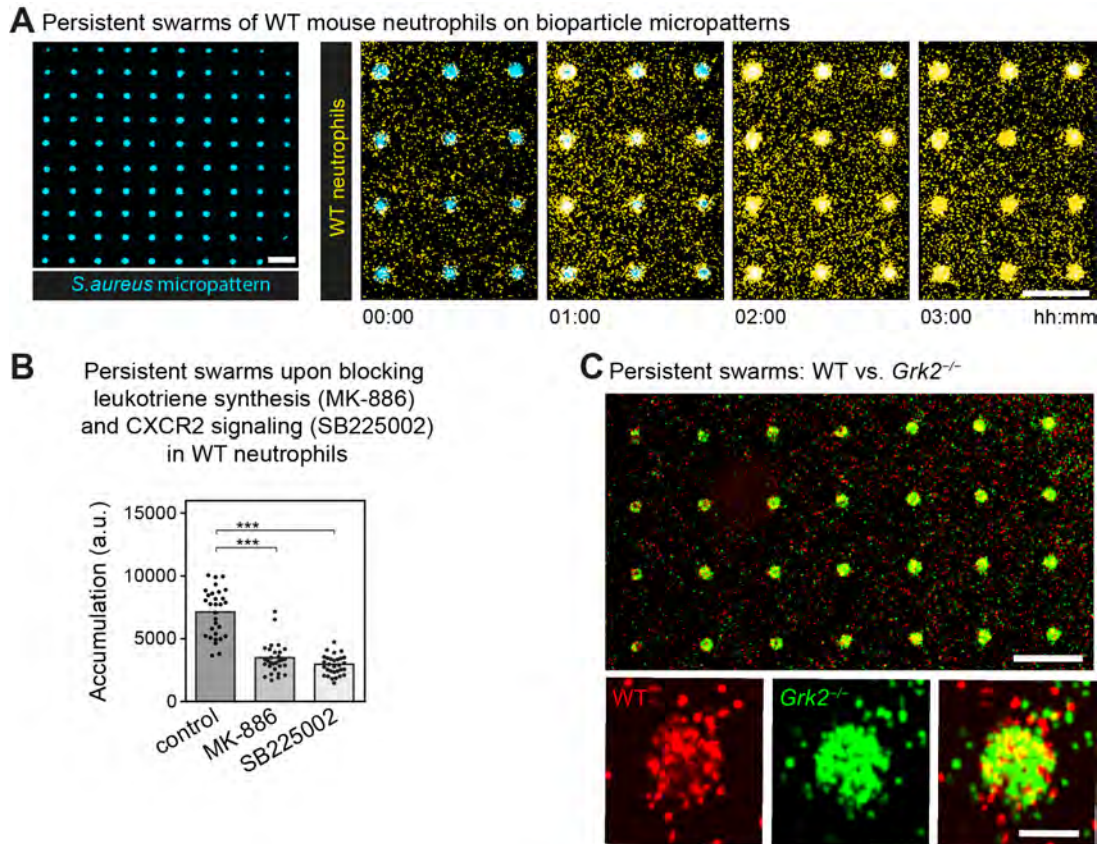 A Persistent swarms of WT mouse neutrophils on bioparticle micropatterns
S.aureus micropattern
WT neutrophils
00:00 01:00 02:00 03:00 hh:mm
B Persistent swarms upon blocking
leukotriene synthesis (MK-886)
and CXCR2 signaling (SB225002)
in WT neutrophils
Accumulation (a.u.)
15000
10000
5000
0
***
***
control
MK-886
SB225002
C Persistent swarms: WT vs. Grk2⁻/⁻
WT
Grk2⁻/⁻